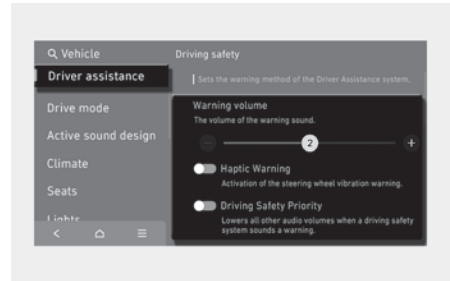 Vehicle
Driving safety
Driver assistance
Sets the warning method of the Driver Assistance system.
Drive mode
Active sound design
Climate
Seats
Lights
Warning volume
The volume of the warning sound.
2
Haptic Warning
Activation of the steering wheel vibration warning.
Driving Safety Priority
Lowers all other audio volumes when a driving safety
system sounds a warning.